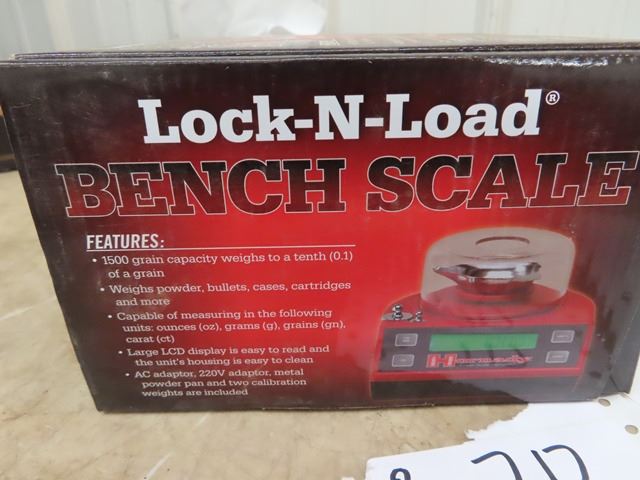 Lock-N-Load®
BENCH SCALE
FEATURES:
• 1500 grain capacity weighs to a tenth (0.1)
of a grain
• Weighs powder, bullets, cases, cartridges
and more
• Capable of measuring in the following
units: ounces (oz), grams (g), grains (gn),
carat (ct)
• Large LCD display is easy to read and
the unit's housing is easy to clean
• AC adaptor, 220V adaptor, metal
powder pan and two calibration
weights are included
Hornady